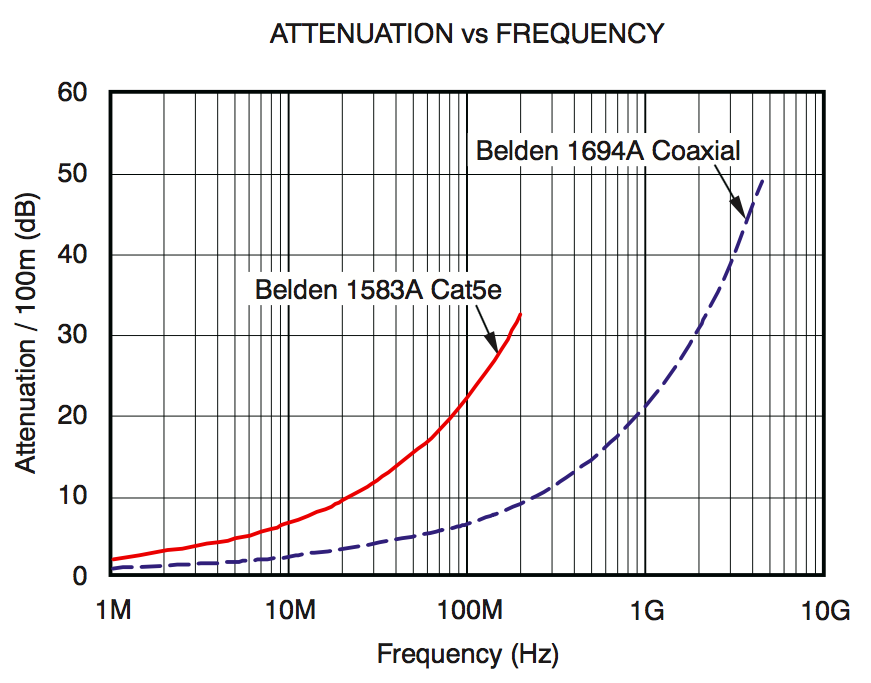 ATTENUATION vs FREQUENCY
60
Belden 1694A Coaxial
50
40
Belden 1583A Cat5e
30
20
10
0
Attenuation / 100m (dB)
1M 10M 100M 1G 10G
Frequency (Hz)